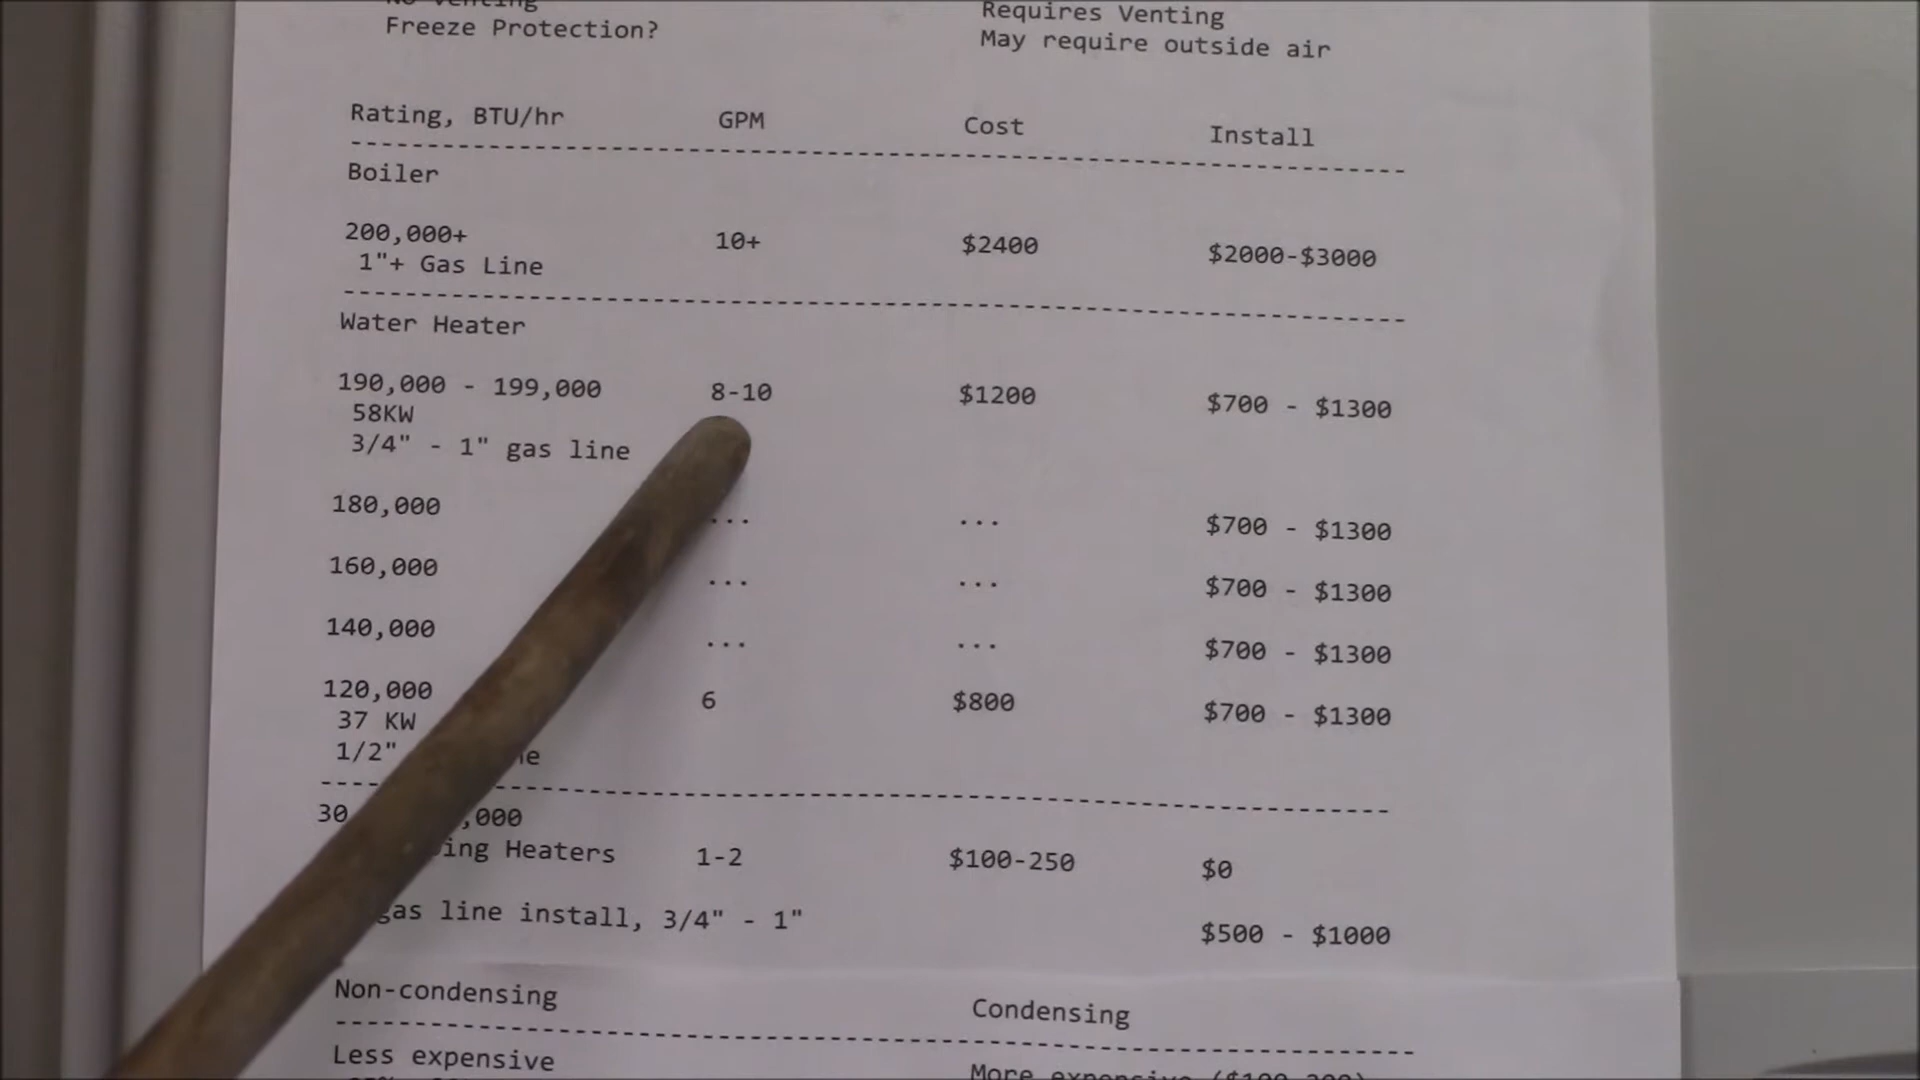 Freeze Protection?
Requires Venting
May require outside air
Rating, BTU/hr GPM Cost Install
Boiler
200,000+ 10+ $2400 $2000-$3000
1"+ Gas Line
Water Heater
190,000 - 199,000 8-10 $1200 $700 - $1300
58KW
3/4" - 1" gas line
180,000 ... ... $700 - $1300
160,000 ... ... $700 - $1300
140,000 ... ... $700 - $1300
120,000 6 $800 $700 - $1300
37 KW
1/2"
Heaters 1-2 $100-250 $0
gas line install, 3/4" - 1" $500 - $1000
Non-condensing Condensing
Less expensive
More expensive